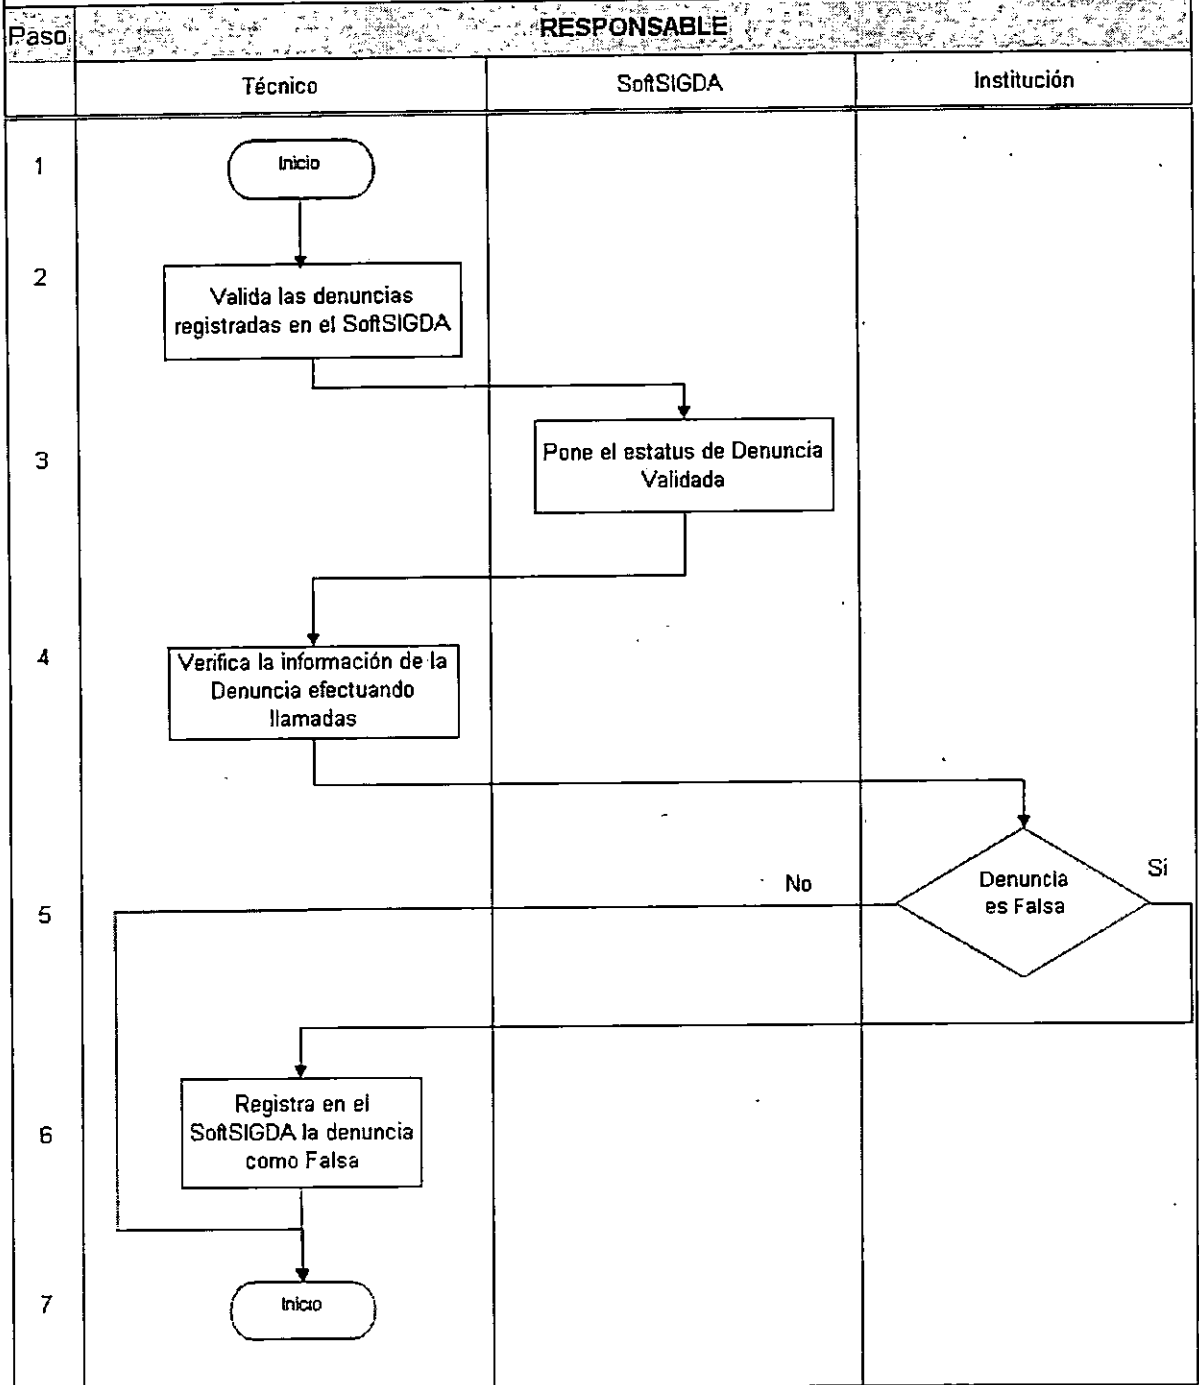 Paso
RESPONSABLE
Técnico
SoftSIGDA
Institución
1
Inicio
2
Valida las denuncias
registradas en el SoftSIGDA
3
Pone el estatus de Denuncia
Validada
4
Verifica la información de la
Denuncia efectuando
llamadas
5
No
Denuncia
es Falsa
Sí
6
Registra en el
SoftSIGDA la denuncia
como Falsa
7
Inicio